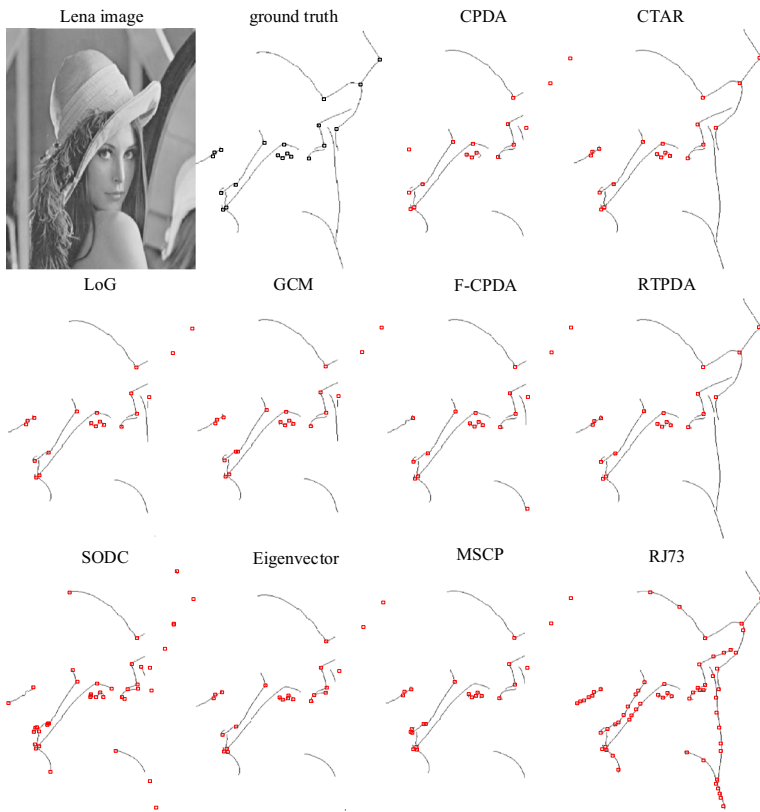 Lena image
ground truth
CPDA
CTAR
LoG
GCM
F-CPDA
RTPDA
SODC
Eigenvector
MSCP
RJ73